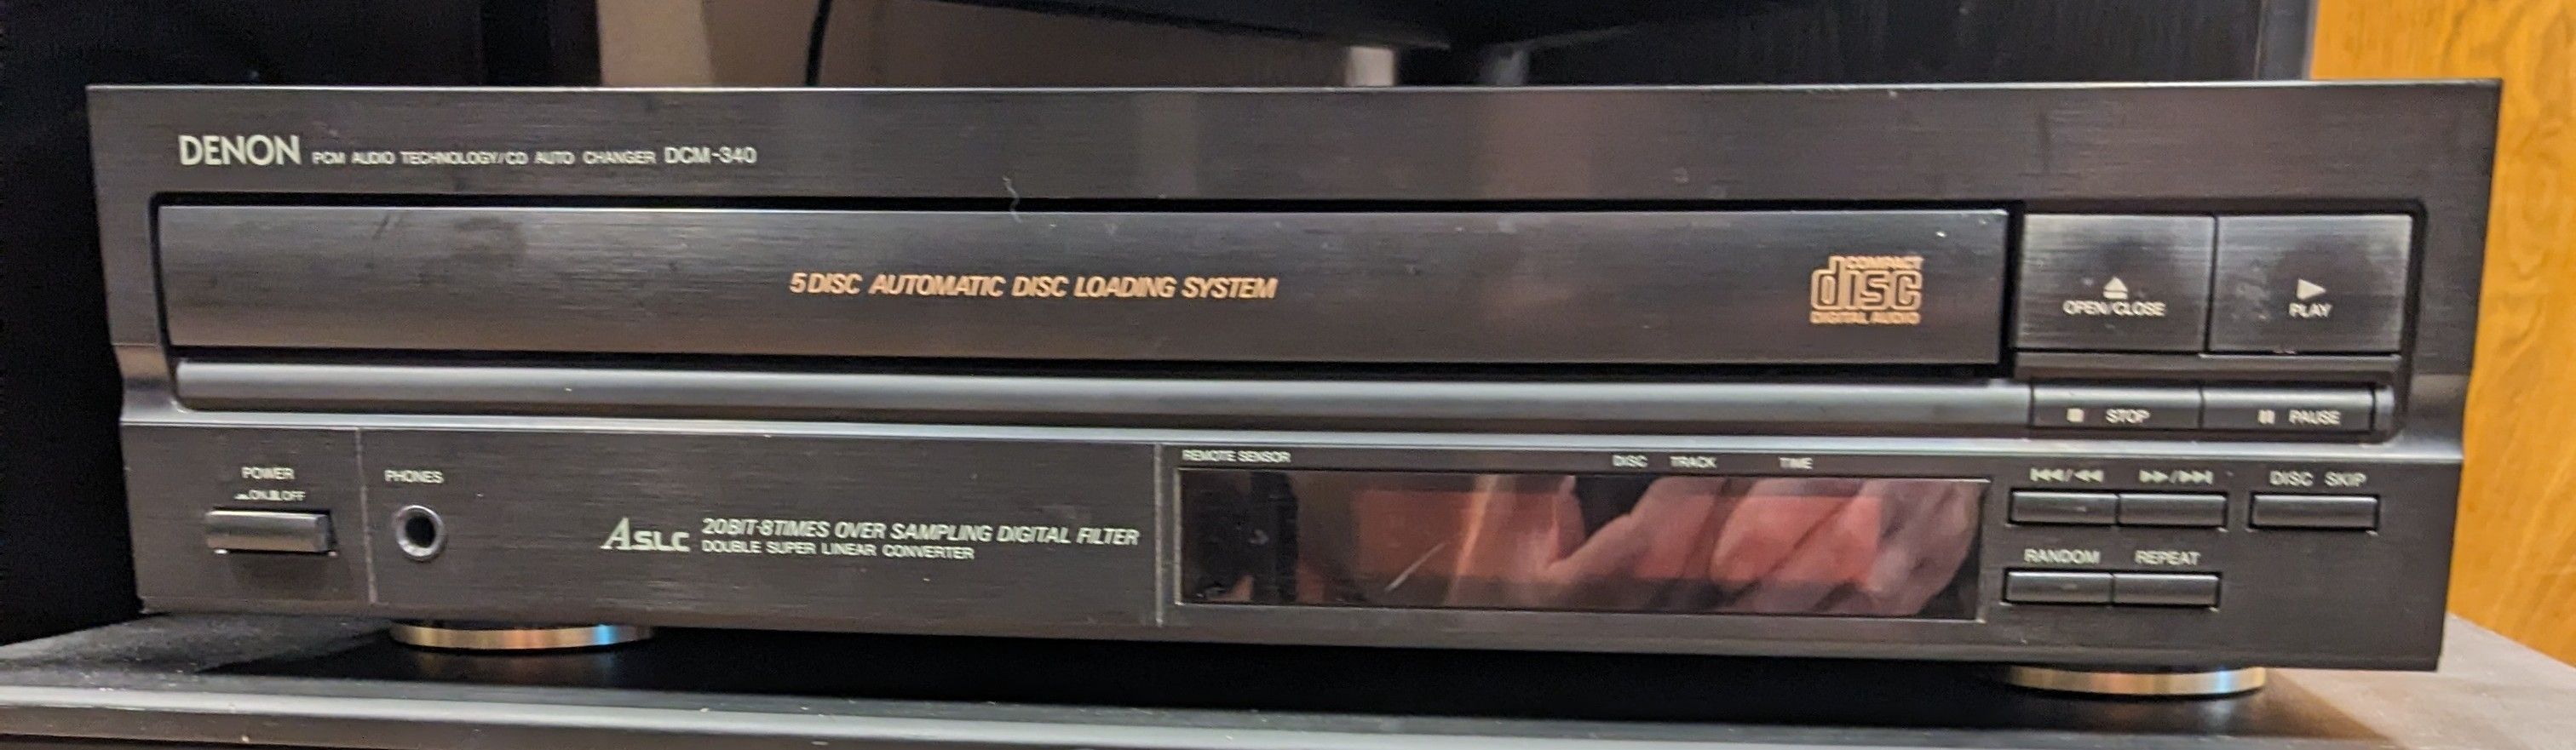 DENON PCM AUDIO TECHNOLOGY/CD AUTO CHANGER DCM-340
5 DISC AUTOMATIC DISC LOADING SYSTEM
COMPACT
disc
DIGITAL AUDIO
OPEN/CLOSE
PLAY
STOP
PAUSE
POWER
ON OFF
PHONES
ASLC 20BIT·8TIMES OVER SAMPLING DIGITAL FILTER
DOUBLE SUPER LINEAR CONVERTER
REMOTE SENSOR
DISC TRACK TIME
DISC SKIP
RANDOM REPEAT